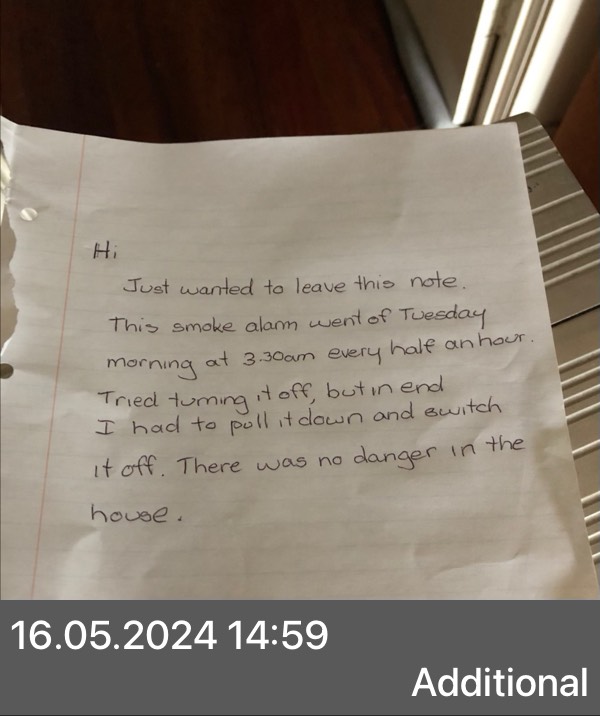 Hi
Just wanted to leave this note.
This smoke alarm went of Tuesday
morning at 3.30am every half an hour.
Tried turning it off, but in end
I had to pull it down and switch
it off. There was no danger in the
house.
16.05.2024 14:59
Additional